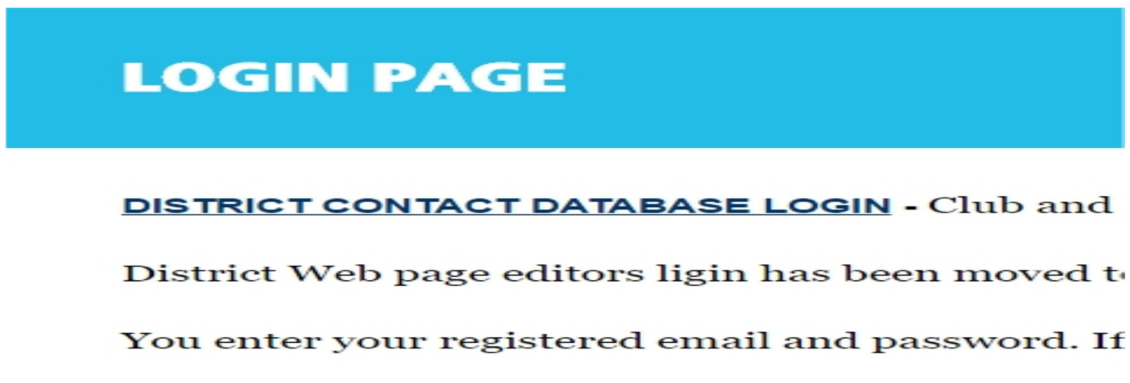 LOGIN PAGE
DISTRICT CONTACT DATABASE LOGIN - Club and
District Web page editors ligin has been moved
You enter your registered email and password. If